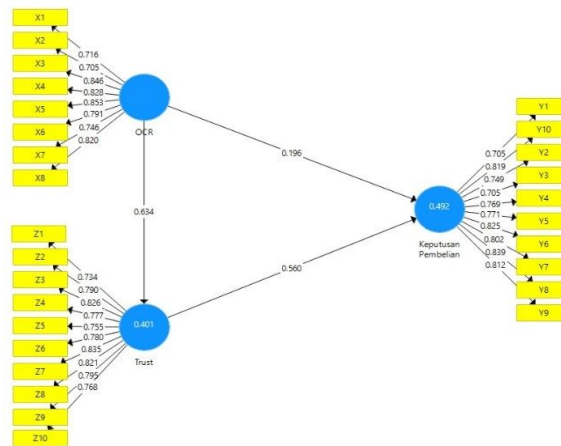 X1
X2
X3
X4
X5
X6
X7
X8
0.716
0.705
0.846
0.828
0.853
0.791
0.746
0.820
OCR
0.196
0.634
0.560
Z1
Z2
Z3
Z4
Z5
Z6
Z7
Z8
Z9
Z10
0.734
0.790
0.826
0.777
0.755
0.780
0.835
0.821
0.795
0.768
0.401
Trust
0.492
Keputusan
Pembelian
0.705
0.819
0.749
0.705
0.769
0.771
0.825
0.802
0.839
0.812
Y1
Y10
Y2
Y3
Y4
Y5
Y6
Y7
Y8
Y9